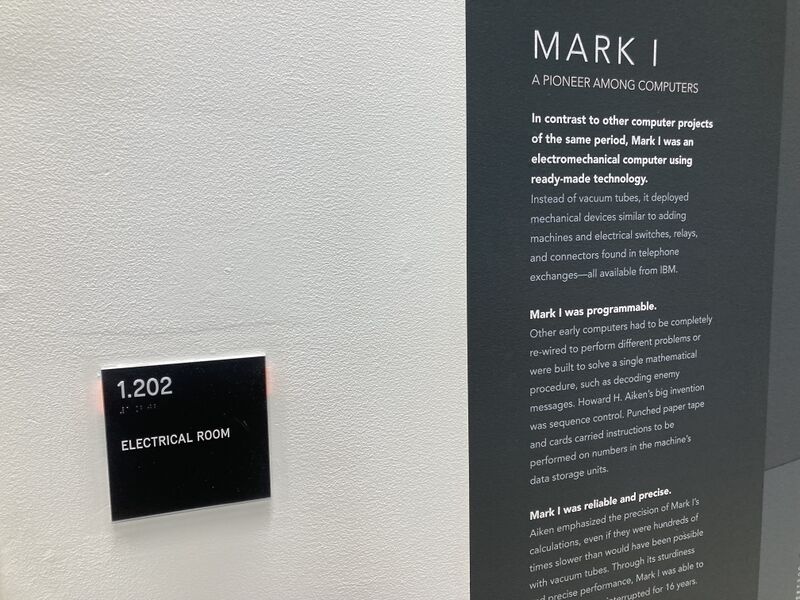 MARK I
A PIONEER AMONG COMPUTERS
In contrast to other computer projects
of the same period, Mark I was an
electromechanical computer using
ready-made technology.
Instead of vacuum tubes, it deployed
mechanical devices similar to adding
machines and electrical switches, relays,
and connectors found in telephone
exchanges—all available from IBM.
Mark I was programmable.
Other early computers had to be completely
re-wired to perform different problems or
were built to solve a single mathematical
procedure, such as decoding enemy
messages. Howard H. Aiken's big invention
was sequence control. Punched paper tape
and cards carried instructions to be
performed on numbers in the machine's
data storage units.
Mark I was reliable and precise.
Aiken emphasized the precision of Mark I's
calculations, even if they were hundreds of
times slower than would have been possible
with vacuum tubes. Through its sturdiness
precise performance, Mark I was able to
for 16 years.
1.202
ELECTRICAL ROOM